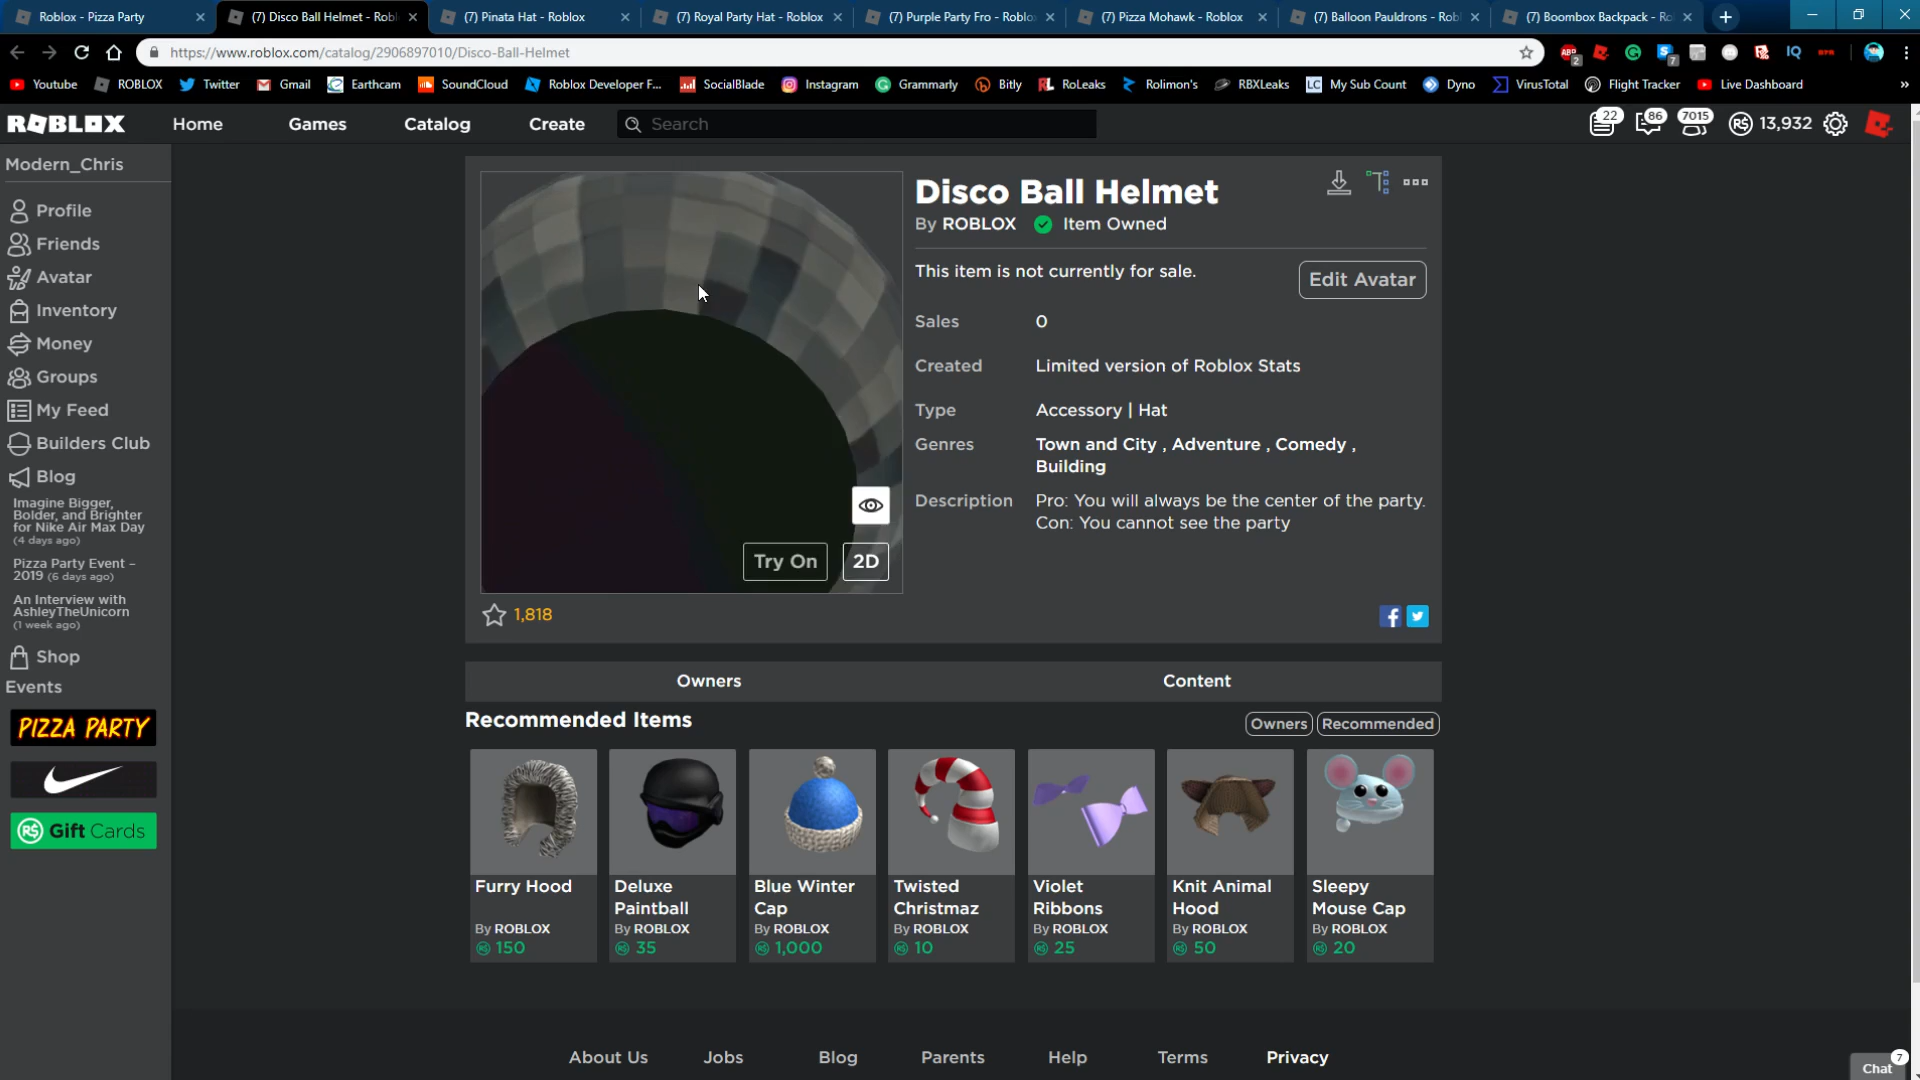 Roblox - Pizza Party
(7) Disco Ball Helmet - Robl
(7) Pinata Hat - Roblox
(7) Royal Party Hat - Roblox
(7) Purple Party Fro - Roblox
(7) Pizza Mohawk - Roblox
(7) Balloon Pauldrons - Robl
(7) Boombox Backpack - Ro
https://www.roblox.com/catalog/2906897010/Disco-Ball-Helmet
Youtube
ROBLOX
Twitter
Gmail
Earthcam
SoundCloud
Roblox Developer F...
SocialBlade
Instagram
Grammarly
Bitly
RoLeaks
Rolimon's
RBXLeaks
My Sub Count
Dyno
VirusTotal
Flight Tracker
Live Dashboard
ROBLOX
Home
Games
Catalog
Create
Search
22
86
7015
13,932
Modern_Chris
Profile
Friends
Avatar
Inventory
Money
Groups
My Feed
Builders Club
Blog
Imagine Bigger,
Bolder, and Brighter
for Nike Air Max Day
(4 days ago)
Pizza Party Event –
2019 (6 days ago)
An Interview with
AshleyTheUnicorn
(1 week ago)
Shop
Events
PIZZA PARTY
Gift Cards
Disco Ball Helmet
By ROBLOX Item Owned
This item is not currently for sale.
Edit Avatar
Sales 0
Created Limited version of Roblox Stats
Type Accessory | Hat
Genres Town and City , Adventure , Comedy ,
Building
Description Pro: You will always be the center of the party.
Con: You cannot see the party
Try On
2D
1,818
Owners
Content
Recommended Items
Owners
Recommended
Furry Hood
By ROBLOX
150
Deluxe
Paintball
By ROBLOX
35
Blue Winter
Cap
By ROBLOX
1,000
Twisted
Christmaz
By ROBLOX
10
Violet
Ribbons
By ROBLOX
25
Knit Animal
Hood
By ROBLOX
50
Sleepy
Mouse Cap
By ROBLOX
20
About Us
Jobs
Blog
Parents
Help
Terms
Privacy
Chat
7